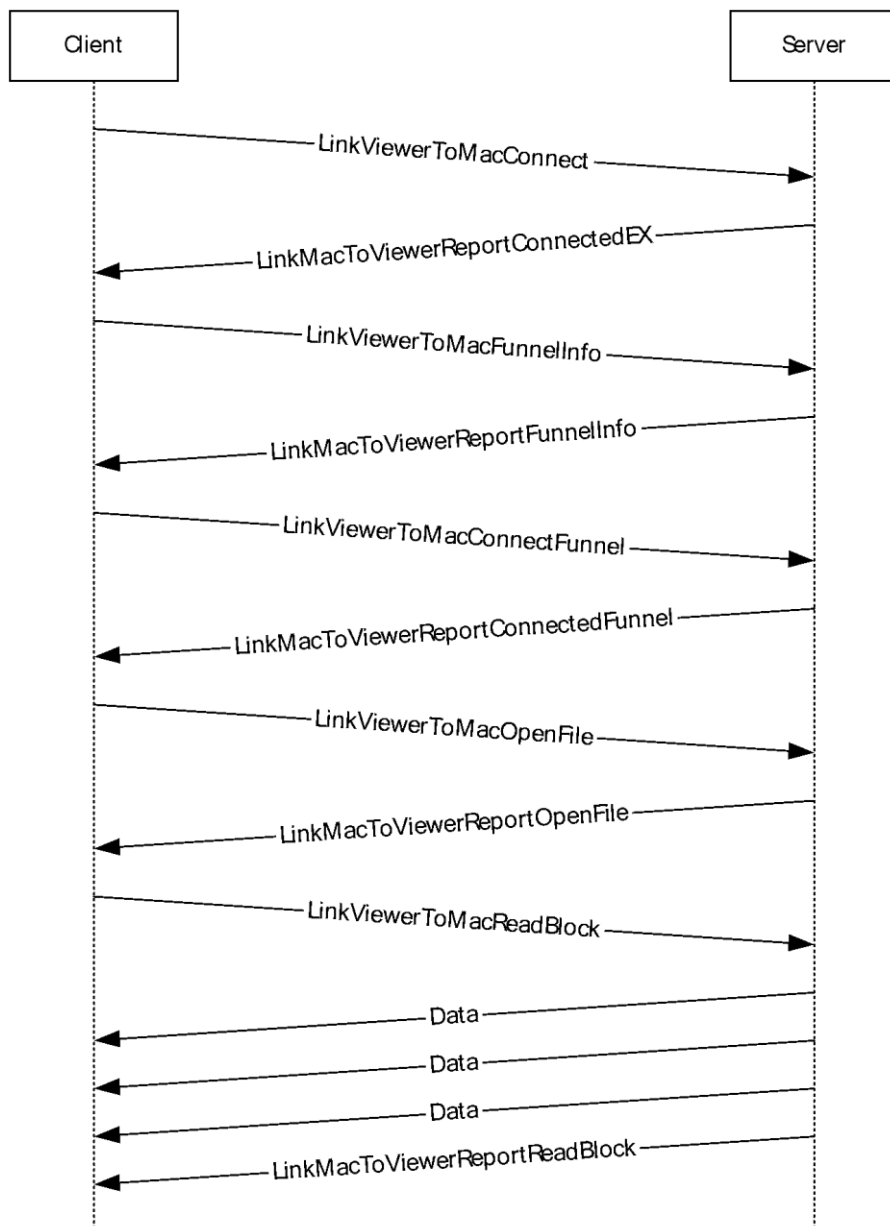 Client
Server
LinkViewerToMacConnect
LinkMacToViewerReportConnectedEX
LinkViewerToMacFunnelInfo
LinkMacToViewerReportFunnelInfo
LinkViewerToMacConnectFunnel
LinkMacToViewerReportConnectedFunnel
LinkViewerToMacOpenFile
LinkMacToViewerReportOpenFile
LinkViewerToMacReadBlock
Data
Data
Data
LinkMacToViewerReportReadBlock